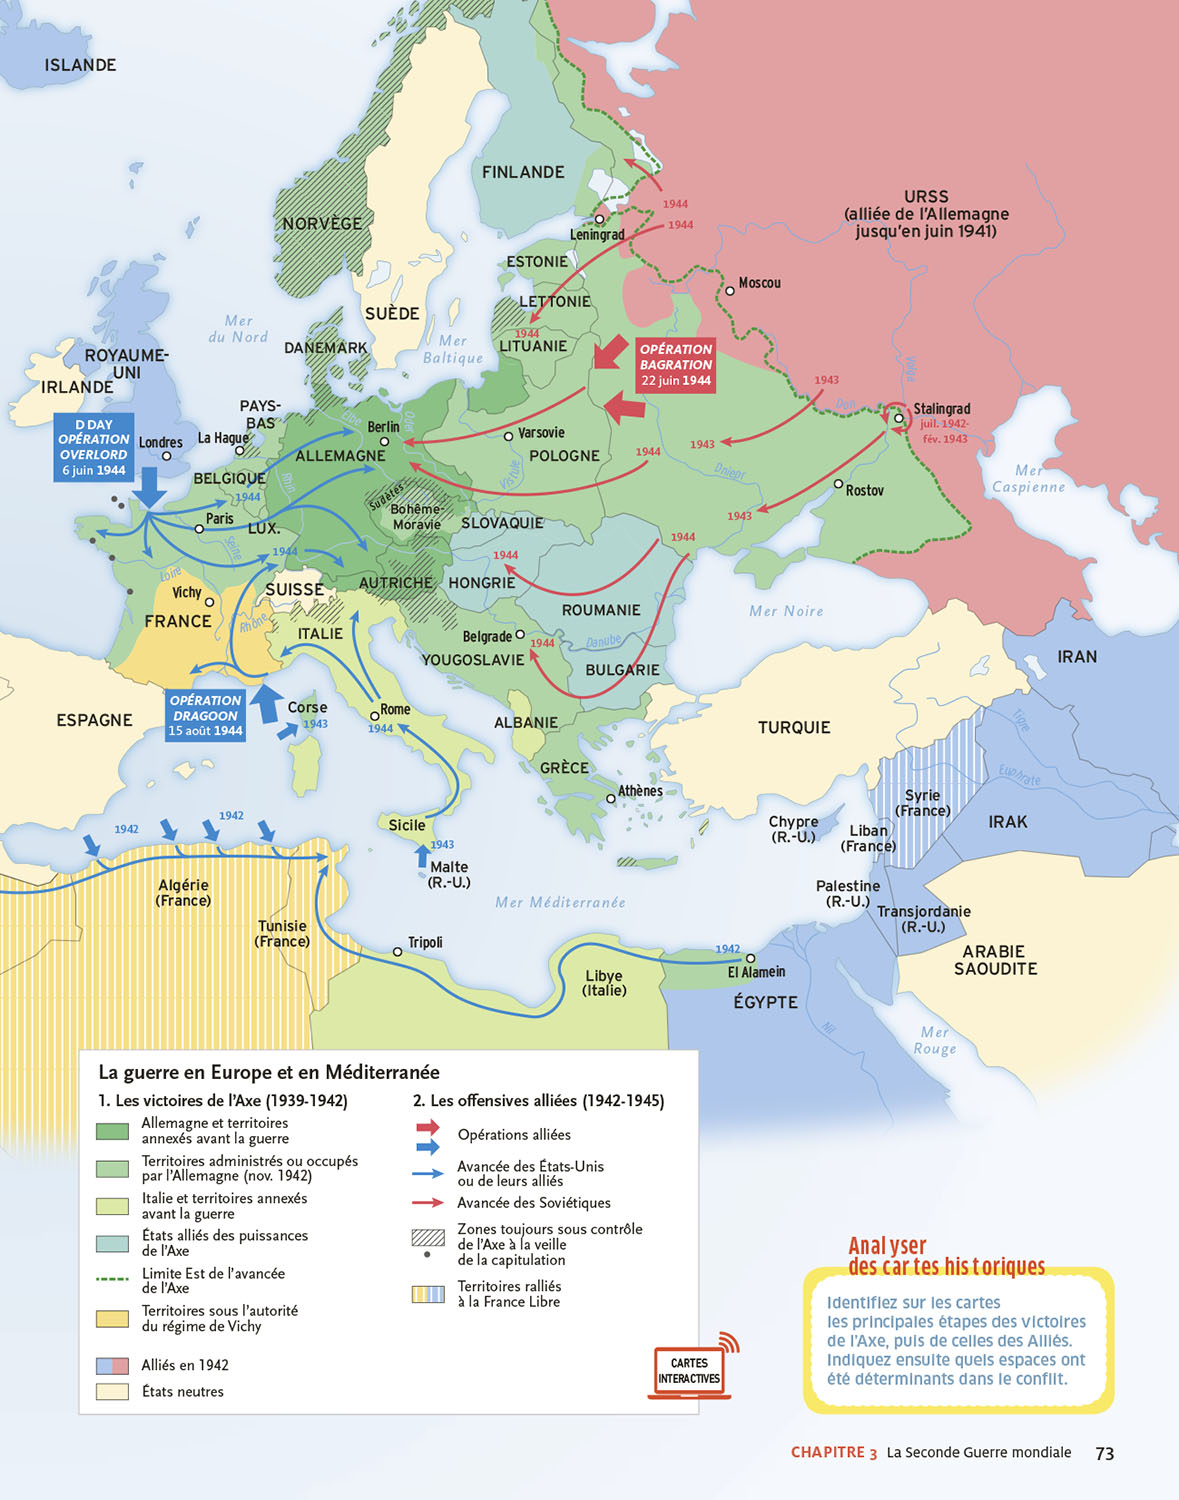 ISLANDE
FINLANDE
NORVÈGE
SUÈDE
1944
1944
Leningrad
URSS
(alliée de l'Allemagne
jusqu'en juin 1941)
ESTONIE
LETTONIE
1944
LITUANIE
Moscou
Mer
du Nord
Mer
Baltique
DANEMARK
ROYAUME-
UNI
IRLANDE
OPÉRATION
BAGRATION
22 juin 1944
Volga
Don
1943
Stalingrad
juil. 1942-
fév. 1943
D DAY
OPÉRATION
OVERLORD
6 juin 1944
Londres
PAYS-
BAS
La Haye
Elbe
Oder
Berlin
ALLEMAGNE
Varsovie
POLOGNE
Vistule
1944
1943
Dniepr
Rostov
1943
Mer
Caspienne
BELGIQUE
1944
Rhin
Sudètes
Bohême-
Moravie
SLOVAQUIE
Paris
LUX.
Seine
Loire
1944
1944
1944
AUTRICHE
HONGRIE
ROUMANIE
SUISSE
Vichy
FRANCE
Rhône
ITALIE
Belgrade
1944
Danube
YOUGOSLAVIE
BULGARIE
Mer Noire
IRAN
OPÉRATION
DRAGOON
15 août 1944
Corse
1943
Rome
1944
ESPAGNE
ALBANIE
GRÈCE
Athènes
TURQUIE
Tigre
Euphrate
Syrie
(France)
IRAK
Chypre
(R.-U.)
Liban
(France)
Sicile
1943
Malte
(R.-U.)
1942
1942
Algérie
(France)
Tunisie
(France)
Mer Méditerranée
Palestine
(R.-U.)
Transjordanie
(R.-U.)
ARABIE
SAOUDITE
Tripoli
Libye
(Italie)
1942
El Alamein
ÉGYPTE
Nil
Mer
Rouge
La guerre en Europe et en Méditerranée
1. Les victoires de l'Axe (1939-1942)
Allemagne et territoires
annexés avant la guerre
Territoires administrés ou occupés
par l'Allemagne (nov. 1942)
Italie et territoires annexés
avant la guerre
États alliés des puissances
de l'Axe
Limite Est de l'avancée
de l'Axe
Territoires sous l'autorité
du régime de Vichy
Alliés en 1942
États neutres
2. Les offensives alliées (1942-1945)
Opérations alliées
Avancée des États-Unis
ou de leurs alliés
Avancée des Soviétiques
Zones toujours sous contrôle
de l'Axe à la veille
de la capitulation
Territoires ralliés
à la France Libre
CARTES
INTERACTIVES
Analyser
des cartes historiques
Identifiez sur les cartes
les principales étapes des victoires
de l'Axe, puis de celles des Alliés.
Indiquez ensuite quels espaces ont
été déterminants dans le conflit.
CHAPITRE 3 La Seconde Guerre mondiale 73